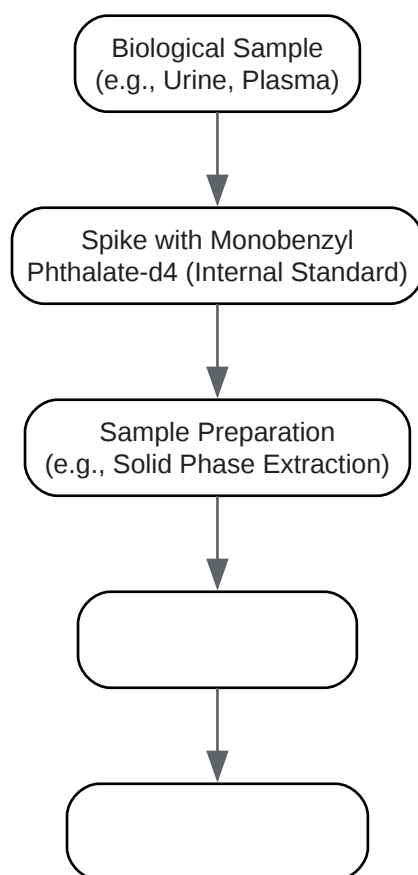 Biological Sample
(e.g., Urine, Plasma)
Spike with Monobenzyl
Phthalate-d4 (Internal Standard)
Sample Preparation
(e.g., Solid Phase Extraction)